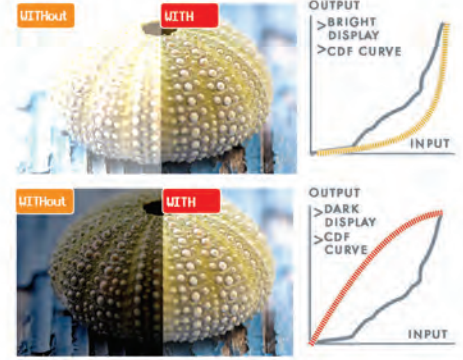 WITHout
WITH
OUTPUT
>BRIGHT
DISPLAY
>CDF CURVE
INPUT
WITHout
WITH
OUTPUT
>DARK
DISPLAY
>CDF
CURVE
INPUT